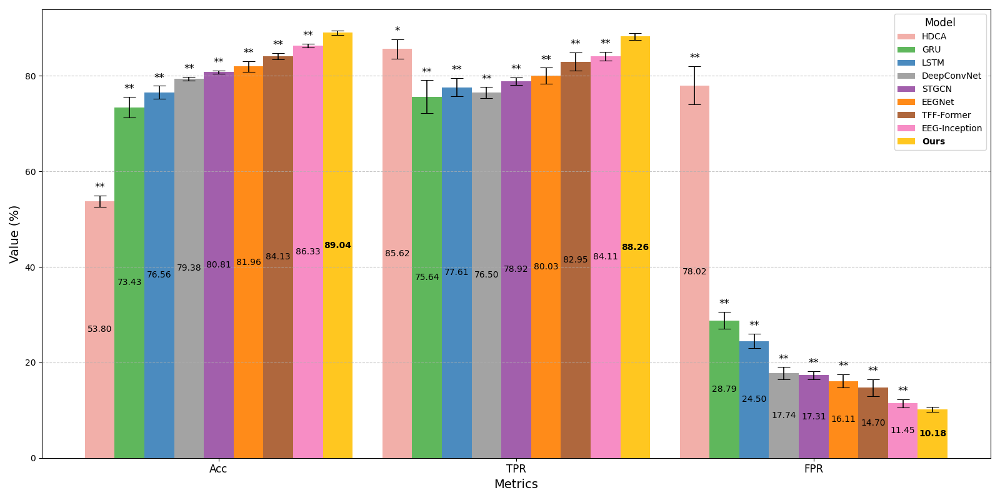 Model
HDCA
GRU
LSTM
DeepConvNet
STGCN
EEGNet
TFF-Former
EEG-Inception
Ours
Value (%)
80
60
40
20
0
** ** ** ** ** ** ** **
53.80 73.43 76.56 79.38 80.81 81.96 84.13 86.33 89.04
* ** ** ** ** ** ** **
85.62 75.64 77.61 76.50 78.92 80.03 82.95 84.11 88.26
** ** ** ** ** ** ** **
78.02 28.79 24.50 17.74 17.31 16.11 14.70 11.45 10.18
Acc TPR FPR
Metrics